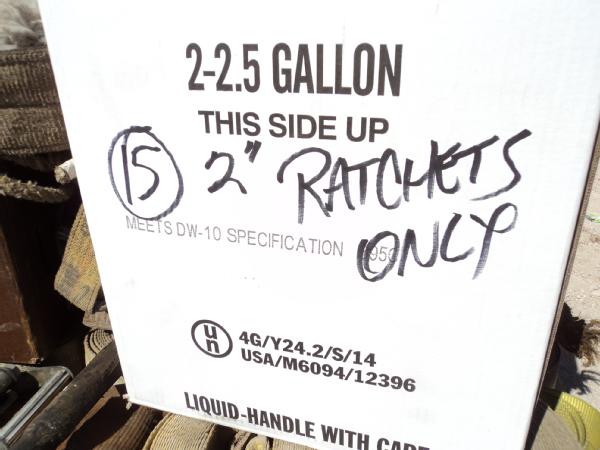 2-2.5 GALLON
THIS SIDE UP
15 2" RATCHETS
ONLY
MEETS DW-10 SPECIFICATION
un
4G/Y24.2/S/14
USA/M6094/12396
LIQUID-HANDLE WITH CARE